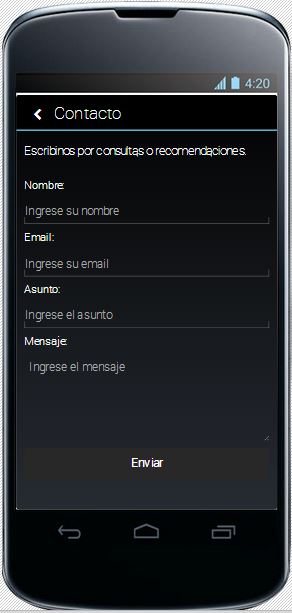 4:20
Contacto
Escribinos por consultas o recomendaciones.
Nombre:
Ingrese su nombre
Email:
Ingrese su email
Asunto:
Ingrese el asunto
Mensaje:
Ingrese el mensaje
Enviar